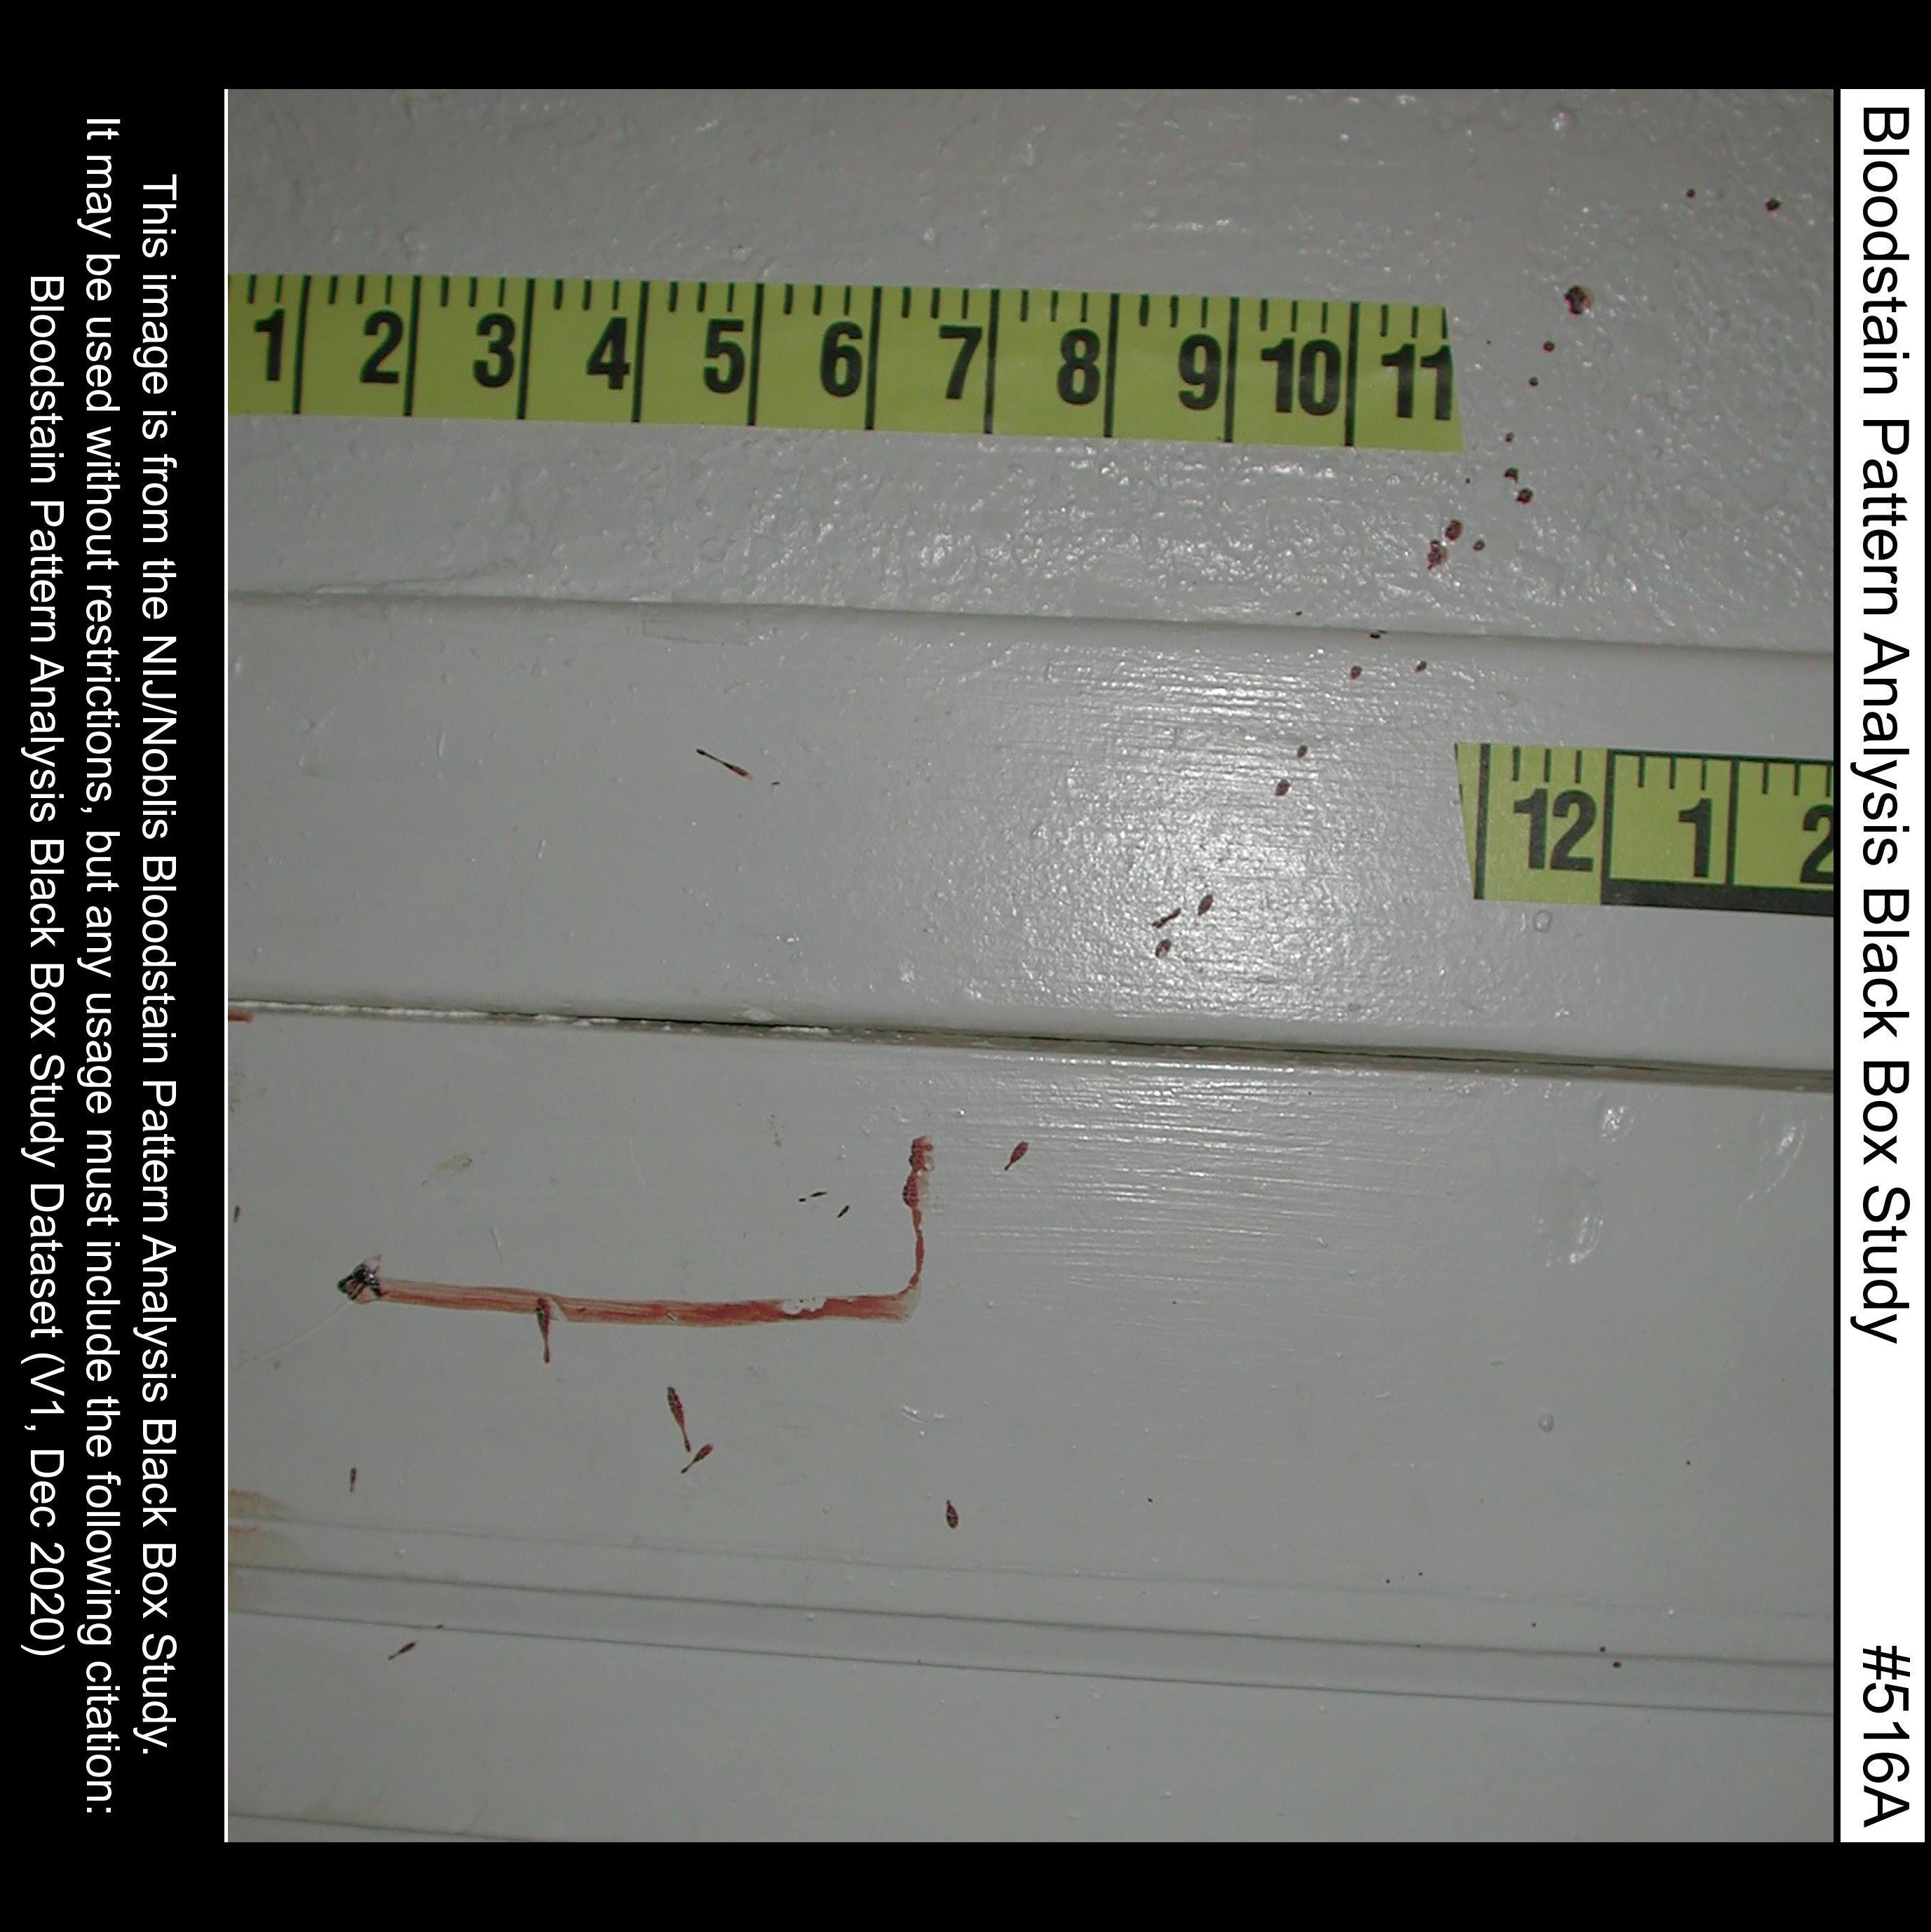 Bloodstain Pattern Analysis Black Box Study #516A
1 2 3 4 5 6 7 8 9 10 11
12 1 2
This image is from the NIJ/Noblis Bloodstain Pattern Analysis Black Box Study.
It may be used without restrictions, but any usage must include the following citation:
Bloodstain Pattern Analysis Black Box Study Dataset (V1, Dec 2020)